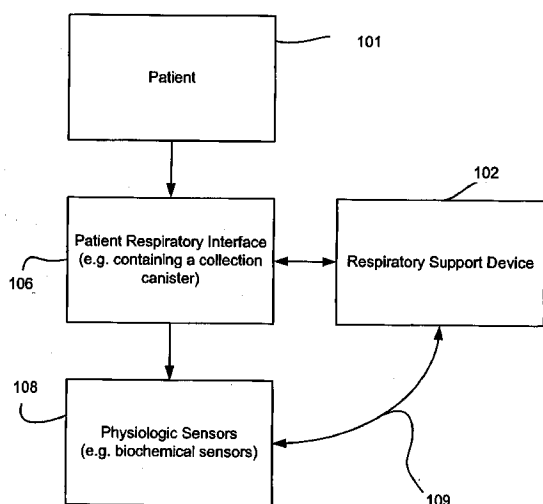 101
Patient
102
Patient Respiratory Interface
(e.g. containing a collection
canister)
Respiratory Support Device
106
108
Physiologic Sensors
(e.g. biochemical sensors)
109